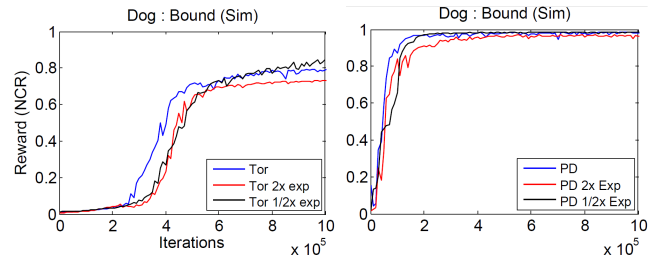 Dog : Bound (Sim)
Reward (NCR)
1
0.8
0.6
0.4
0.2
0
Tor
Tor 2x exp
Tor 1/2x exp
0 2 4 6 8 10
Iterations
x 10^5
Dog : Bound (Sim)
1
0.8
0.6
0.4
0.2
0
PD
PD 2x Exp
PD 1/2x Exp
0 2 4 6 8 10
x 10^5